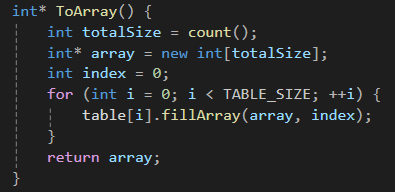 int* ToArray() {
int totalSize = count();
int* array = new int[totalSize];
int index = 0;
for (int i = 0; i < TABLE_SIZE; ++i) {
table[i].fillArray(array, index);
}
return array;
}